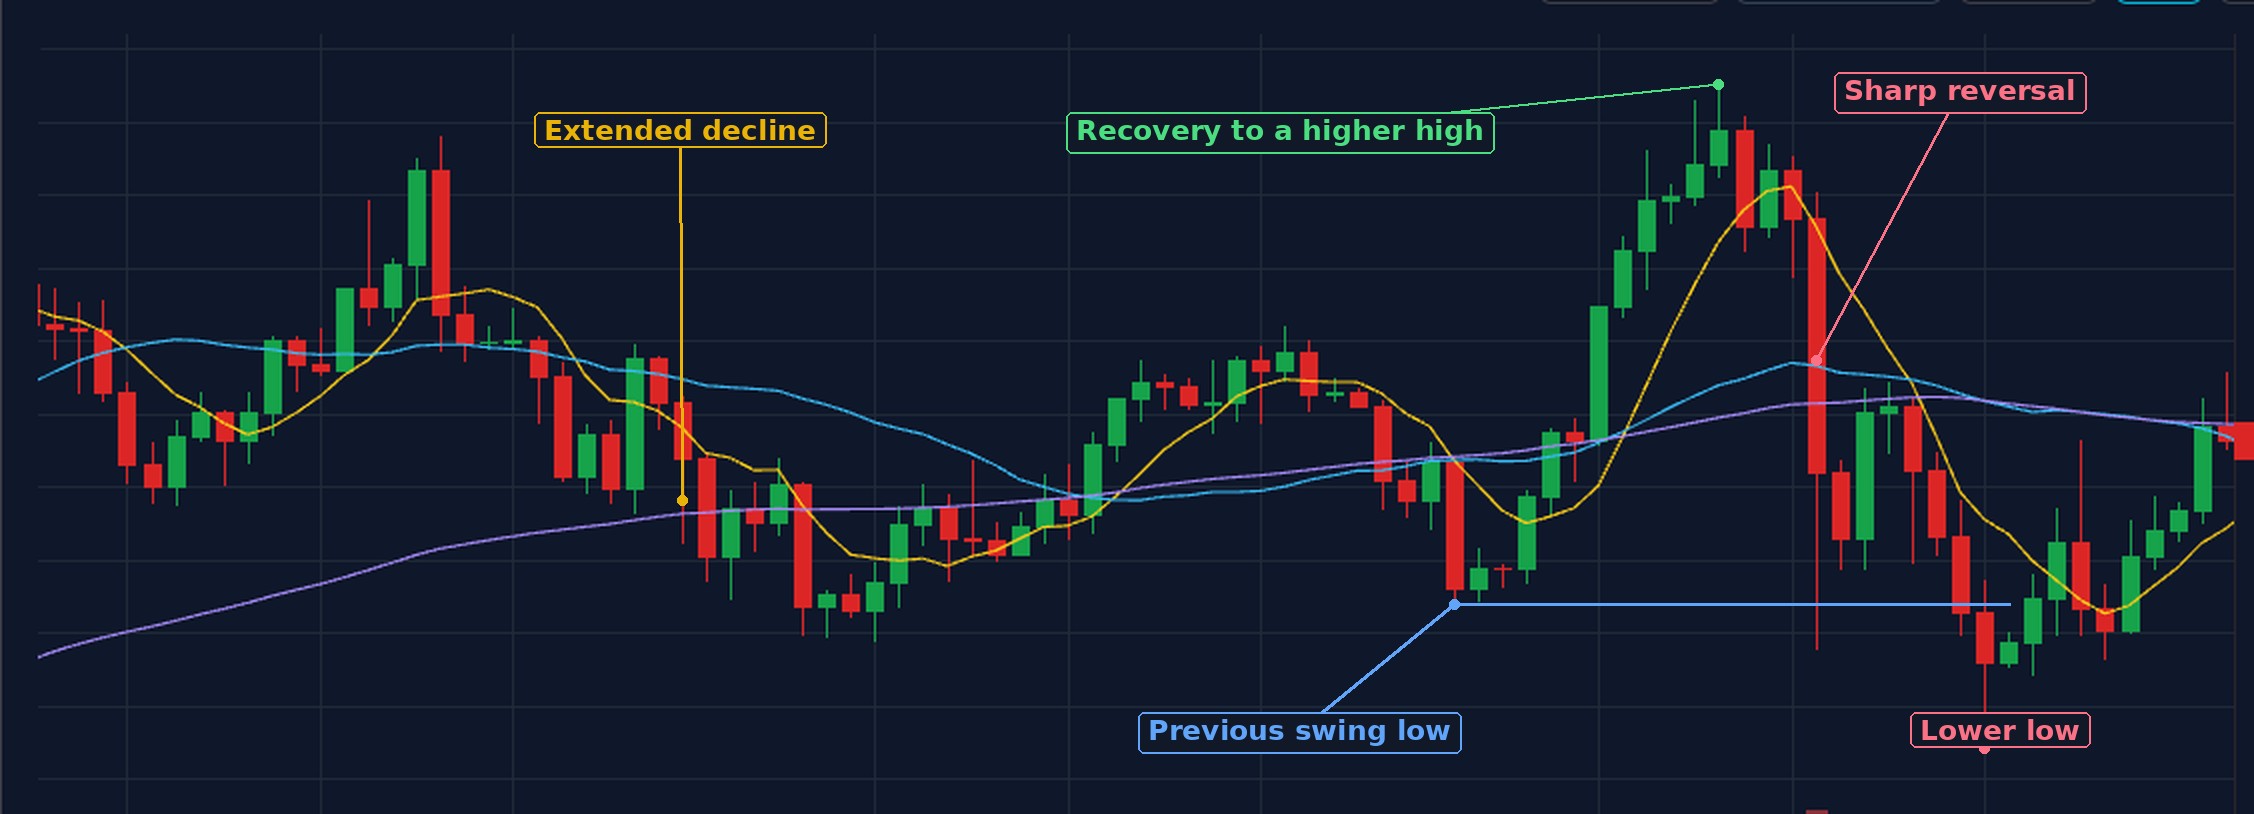 Sharp reversal
Extended decline
Recovery to a higher high
Previous swing low
Lower low